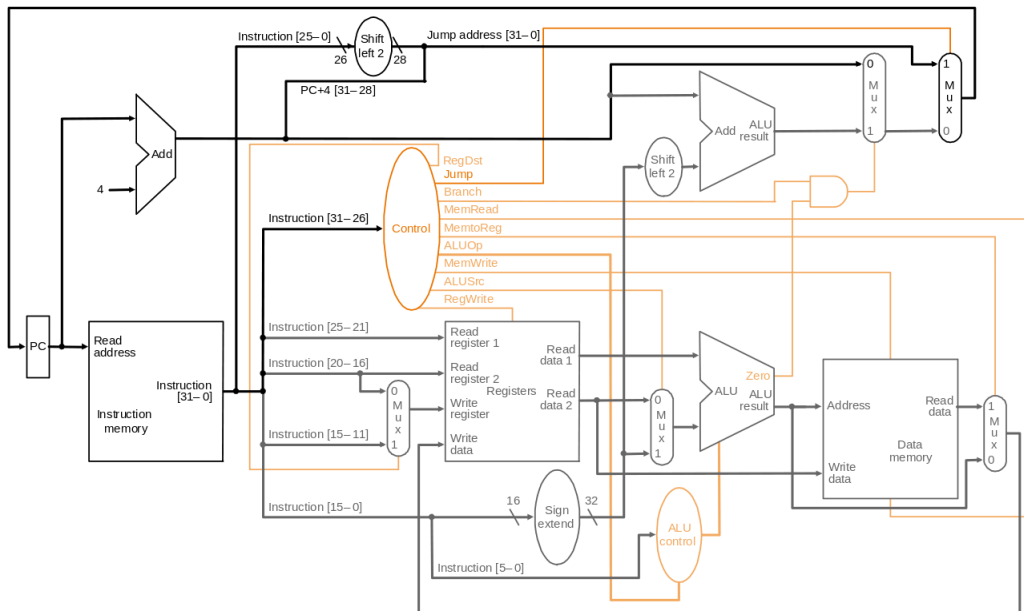 Instruction [25–0]
Shift
left 2
Jump address [31–0]
26
28
PC+4 [31–28]
0
M
u
x
1
1
M
u
x
0
Add
4
Add
ALU
result
Shift
left 2
RegDst
Jump
Branch
MemRead
MemtoReg
ALUOp
MemWrite
ALUSrc
RegWrite
Instruction [31–26]
Control
PC
Read
address
Instruction
[31–0]
Instruction
memory
Instruction [25–21]
Instruction [20–16]
Instruction [15–11]
Instruction [15–0]
0
M
u
x
1
Read
register 1
Read
register 2
Write
register
Write
data
Registers
Read
data 1
Read
data 2
0
M
u
x
1
Zero
ALU
ALU
result
Address
Write
data
Read
data
Data
memory
1
M
u
x
0
16
Sign
extend
32
ALU
control
Instruction [5–0]